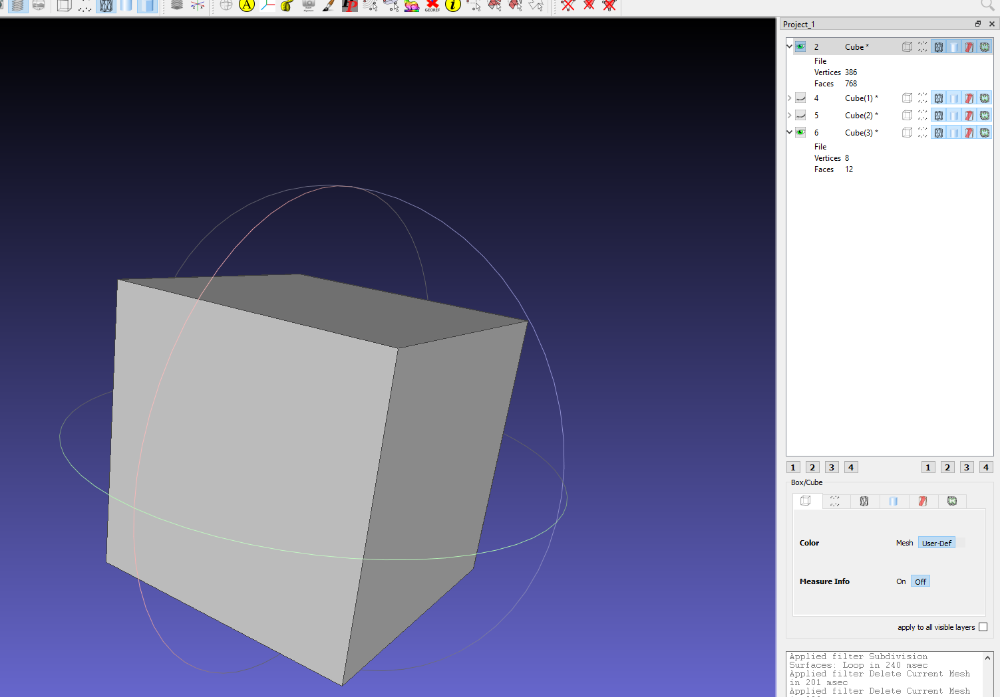 A
PP
GEOREF
i
Project_1
2 Cube *
File
Vertices 386
Faces 768
4 Cube(1) *
5 Cube(2) *
6 Cube(3) *
File
Vertices 8
Faces 12
1 2 3 4 1 2 3 4
Box/Cube
Color Mesh User-Def
Measure Info On Off
apply to all visible layers
Applied filter Subdivision
Surfaces: Loop in 240 msec
Applied filter Delete Current Mesh
in 201 msec
Applied filter Delete Current Mesh